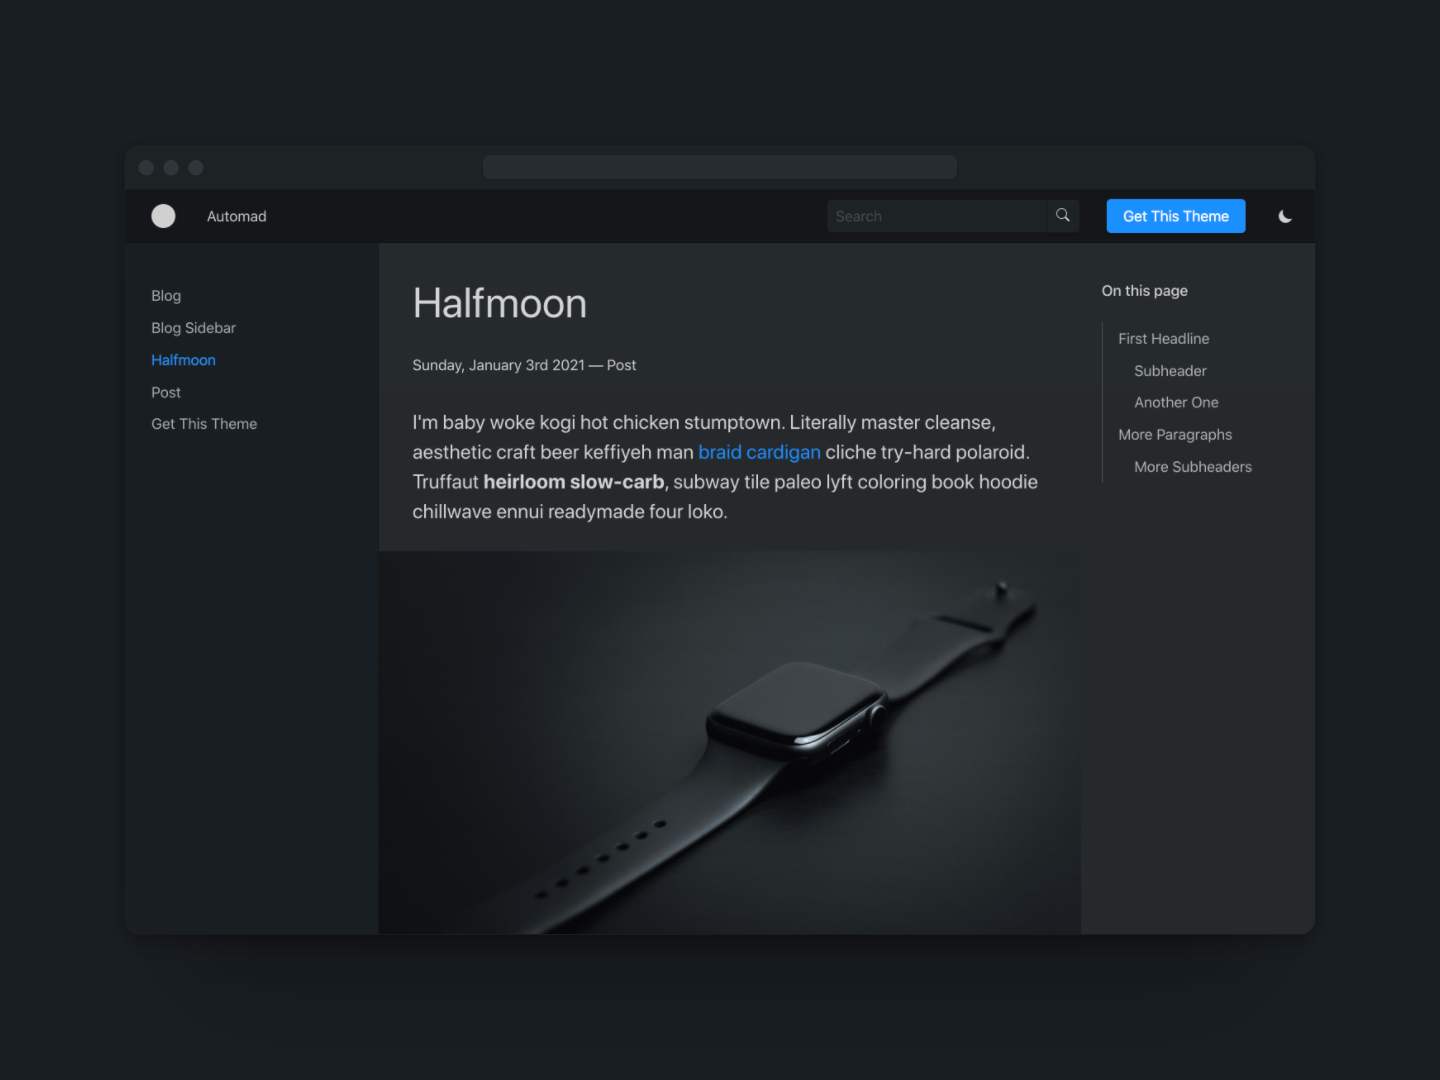 Automad
Search
Get This Theme
Blog
Blog Sidebar
Halfmoon
Post
Get This Theme
Halfmoon
Sunday, January 3rd 2021 — Post
I'm baby woke kogi hot chicken stumptown. Literally master cleanse,
aesthetic craft beer keffiyeh man braid cardigan cliche try-hard polaroid.
Truffaut heirloom slow-carb, subway tile paleo lyft coloring book hoodie
chillwave ennui readymade four loko.
On this page
First Headline
Subheader
Another One
More Paragraphs
More Subheaders